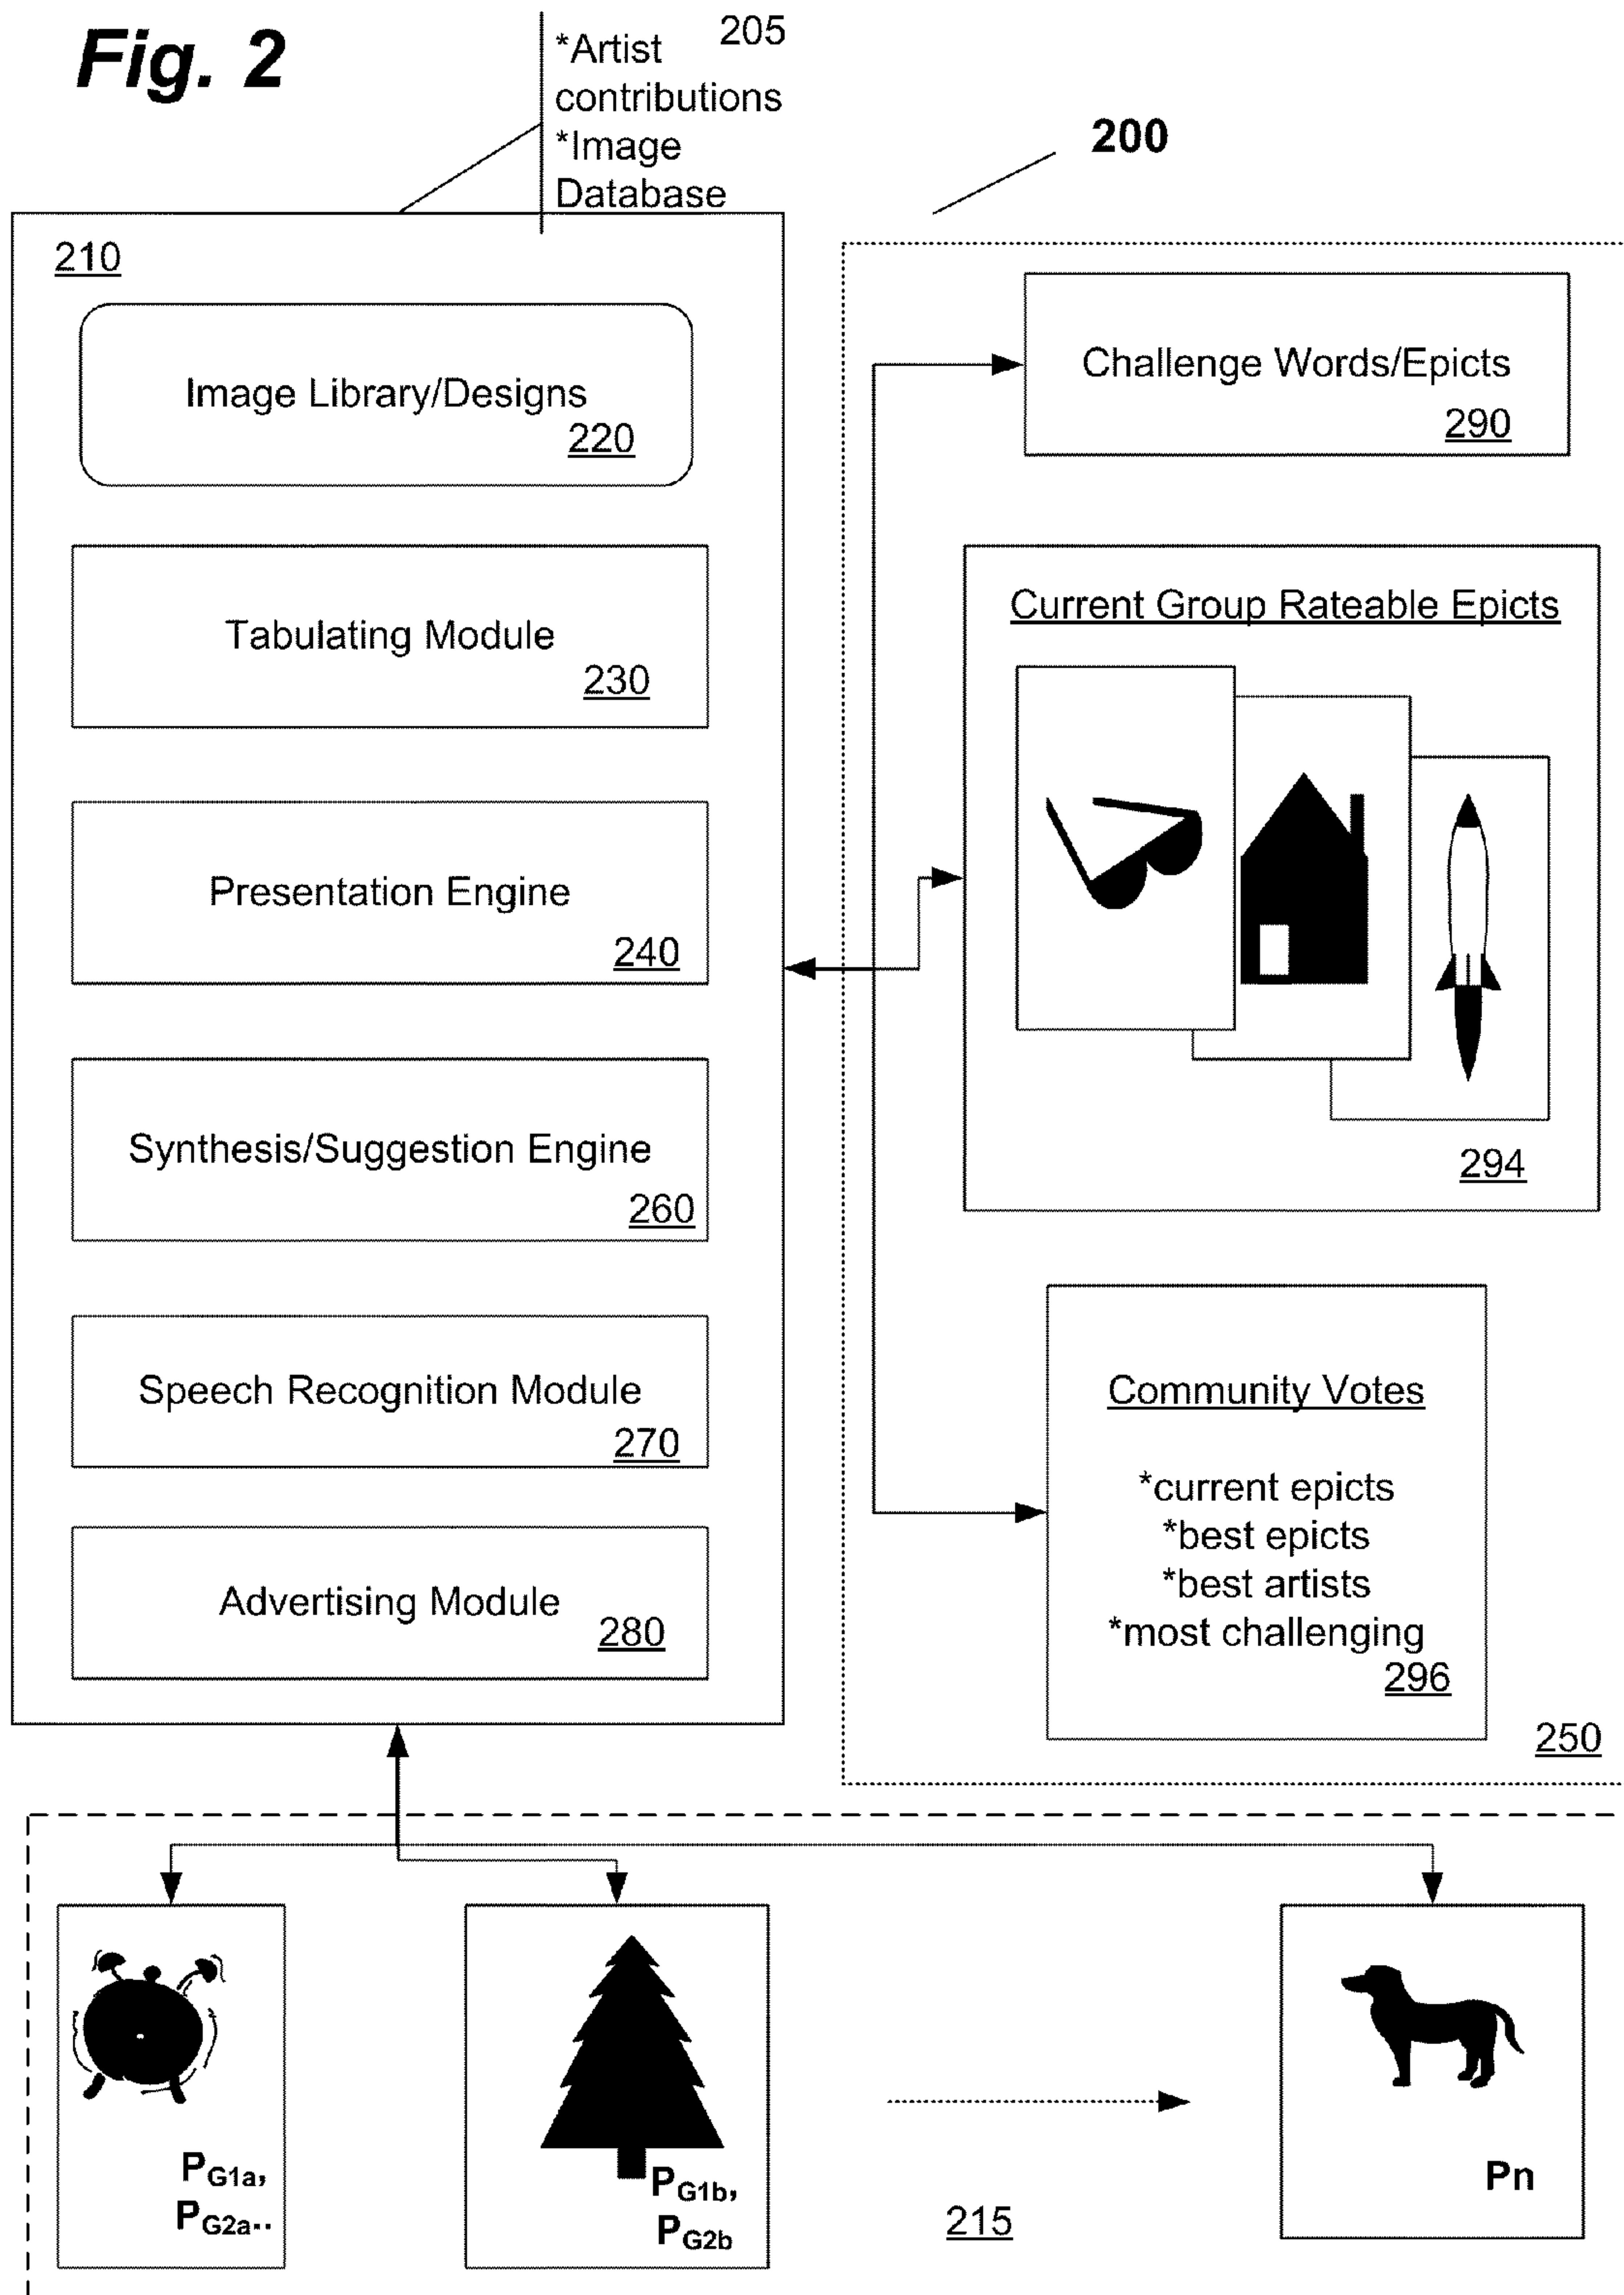 Fig. 2
205
*Artist
contributions
*Image
Database
200
210
Image Library/Designs
220
Tabulating Module
230
Presentation Engine
240
Synthesis/Suggestion Engine
260
Speech Recognition Module
270
Advertising Module
280
Challenge Words/Epicts
290
Current Group Rateable Epicts
294
Community Votes
*current epicts
*best epicts
*best artists
*most challenging
296
250
PG1a,
PG2a..
PG1b,
PG2b
215
Pn